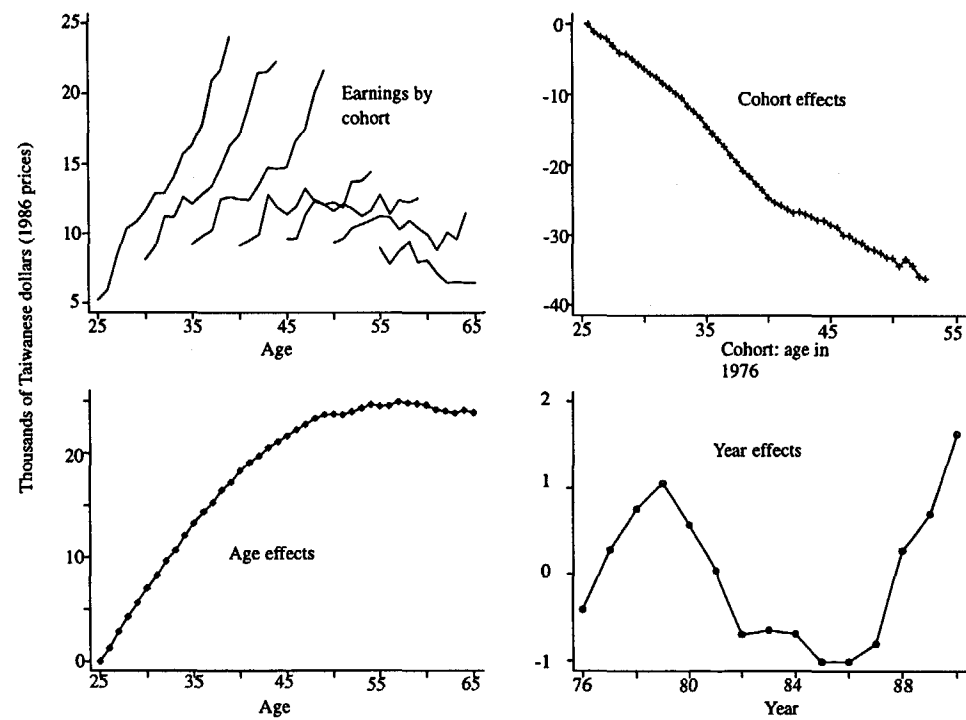 Thousands of Taiwanese dollars (1986 prices)
25
20
15
10
5
Earnings by
cohort
25 35 45 55 65
Age
0
-10
-20
-30
-40
Cohort effects
25 35 45 55
Cohort: age in
1976
20
10
0
Age effects
25 35 45 55 65
Age
2
1
0
-1
Year effects
76 80 84 88
Year